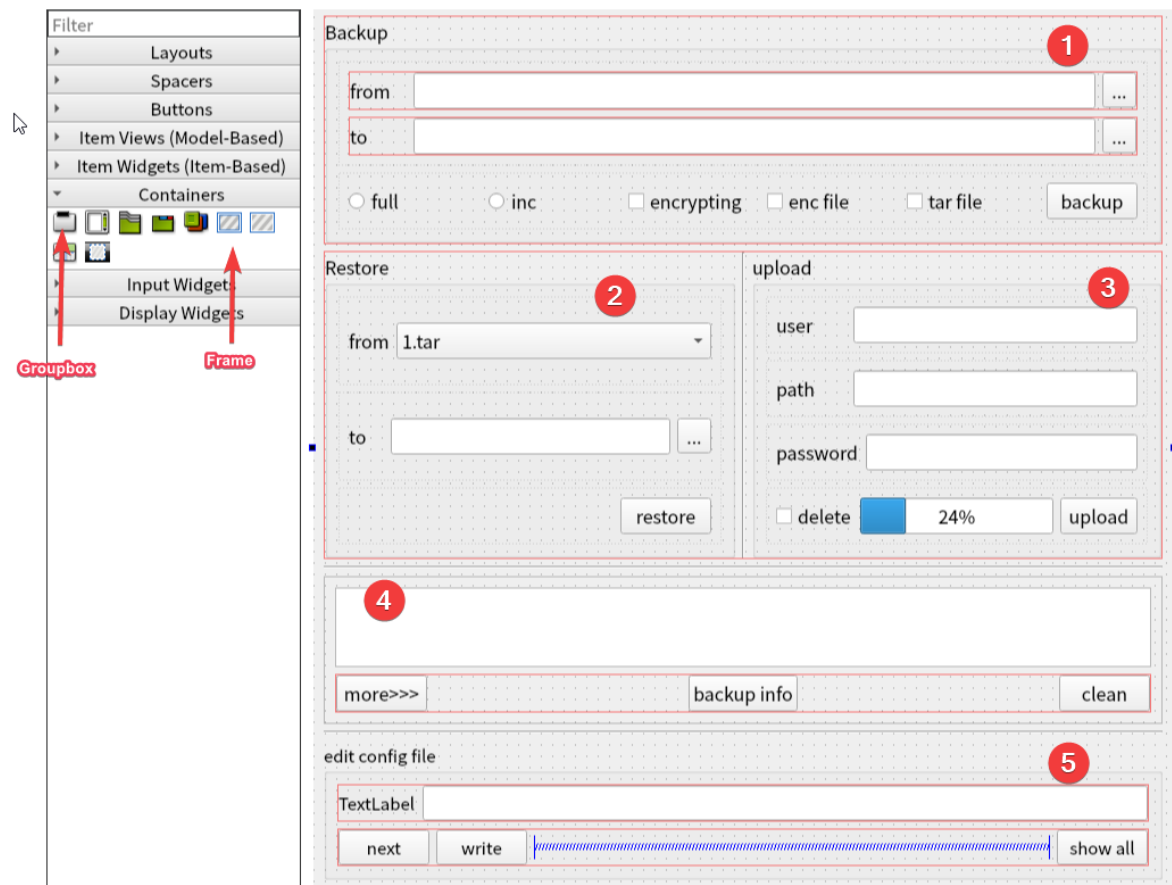 Filter
Layouts
Spacers
Buttons
Item Views (Model-Based)
Item Widgets (Item-Based)
Containers
Input Widgets
Display Widgets
Groupbox
Frame
Backup
1
from
...
to
...
full
inc
encrypting
enc file
tar file
backup
Restore
2
from
1.tar
to
...
restore
upload
3
user
path
password
delete
24%
upload
4
more>>>
backup info
clean
edit config file
5
TextLabel
next
write
show all